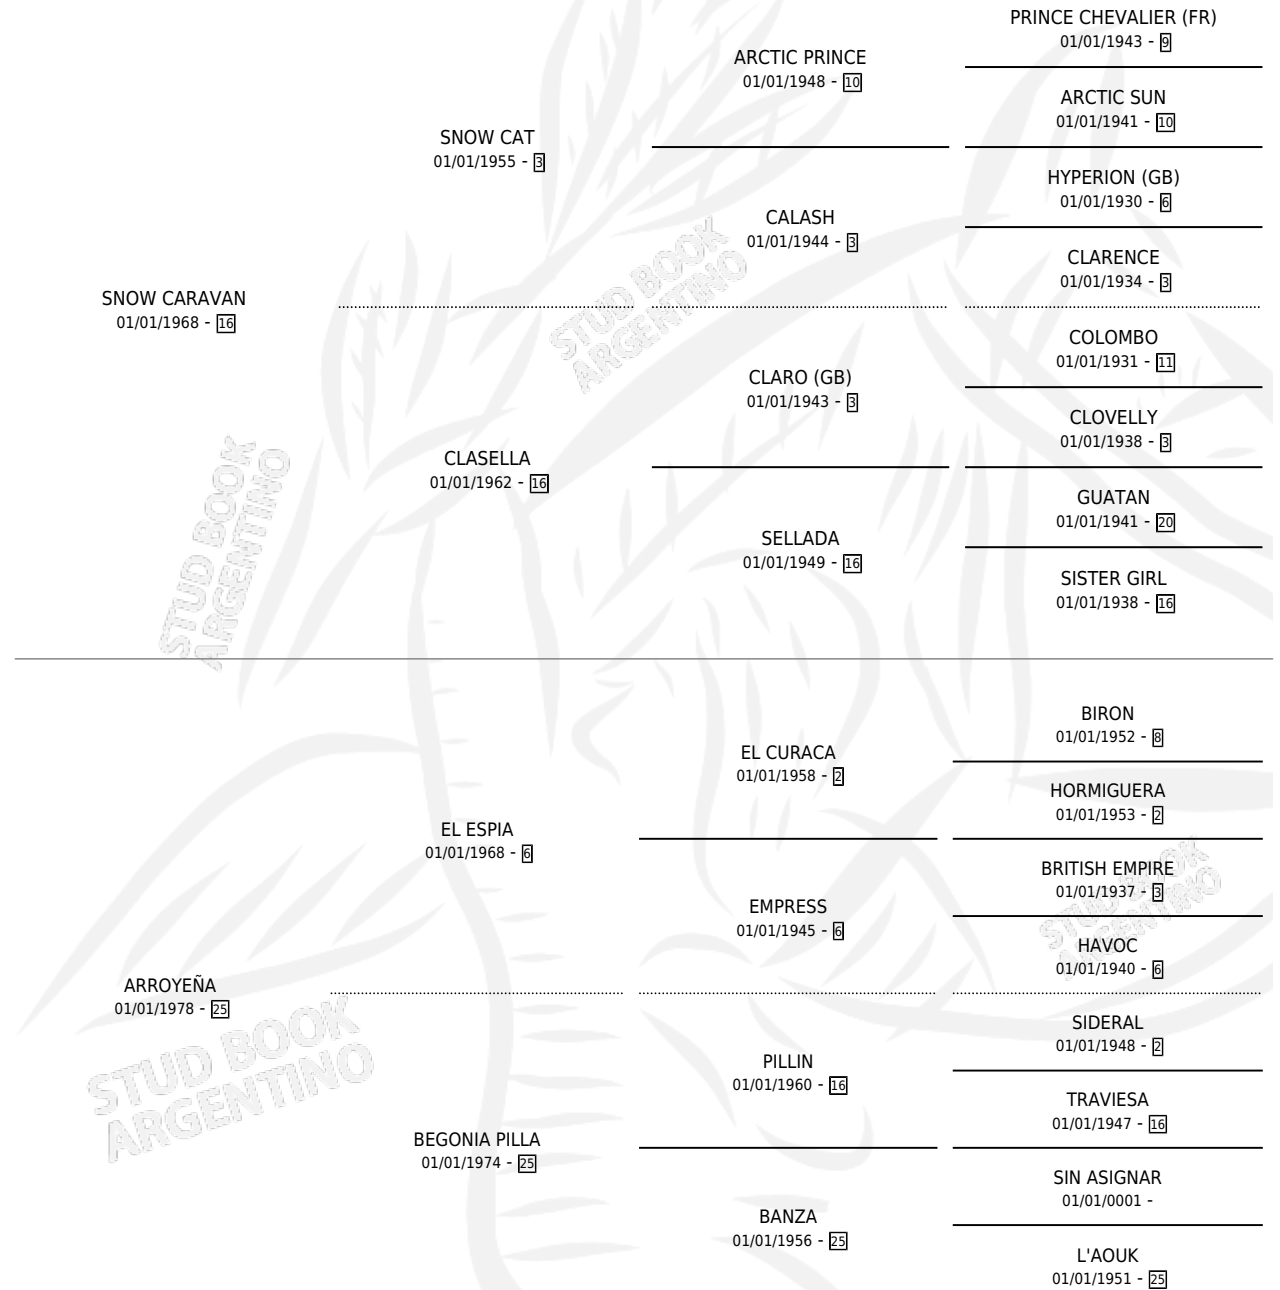 PRINCE CHEVALIER (FR)
01/01/1943 - 9
ARCTIC PRINCE
01/01/1948 - 10
ARCTIC SUN
01/01/1941 - 10
SNOW CAT
01/01/1955 - 3
HYPERION (GB)
01/01/1930 - 6
CALASH
01/01/1944 - 3
CLARENCE
01/01/1934 - 3
SNOW CARAVAN
01/01/1968 - 16
COLOMBO
01/01/1931 - 11
CLARO (GB)
01/01/1943 - 3
CLOVELLY
01/01/1938 - 3
CLASELLA
01/01/1962 - 16
GUATAN
01/01/1941 - 20
SELLADA
01/01/1949 - 16
SISTER GIRL
01/01/1938 - 16
BIRON
01/01/1952 - 8
EL CURACA
01/01/1958 - 2
HORMIGUERA
01/01/1953 - 2
EL ESPIA
01/01/1968 - 6
BRITISH EMPIRE
01/01/1937 - 3
EMPRESS
01/01/1945 - 6
HAVOC
01/01/1940 - 6
ARROYEÑA
01/01/1978 - 25
SIDERAL
01/01/1948 - 2
PILLIN
01/01/1960 - 16
TRAVIESA
01/01/1947 - 16
BEGONIA PILLA
01/01/1974 - 25
SIN ASIGNAR
01/01/0001 -
BANZA
01/01/1956 - 25
L'AOUK
01/01/1951 - 25
STUD BOOK
ARGENTINO
STUD BOOK
ARGENTINO
STUD BOOK
ARGENTINO
STUD BOOK
ARGENTINO